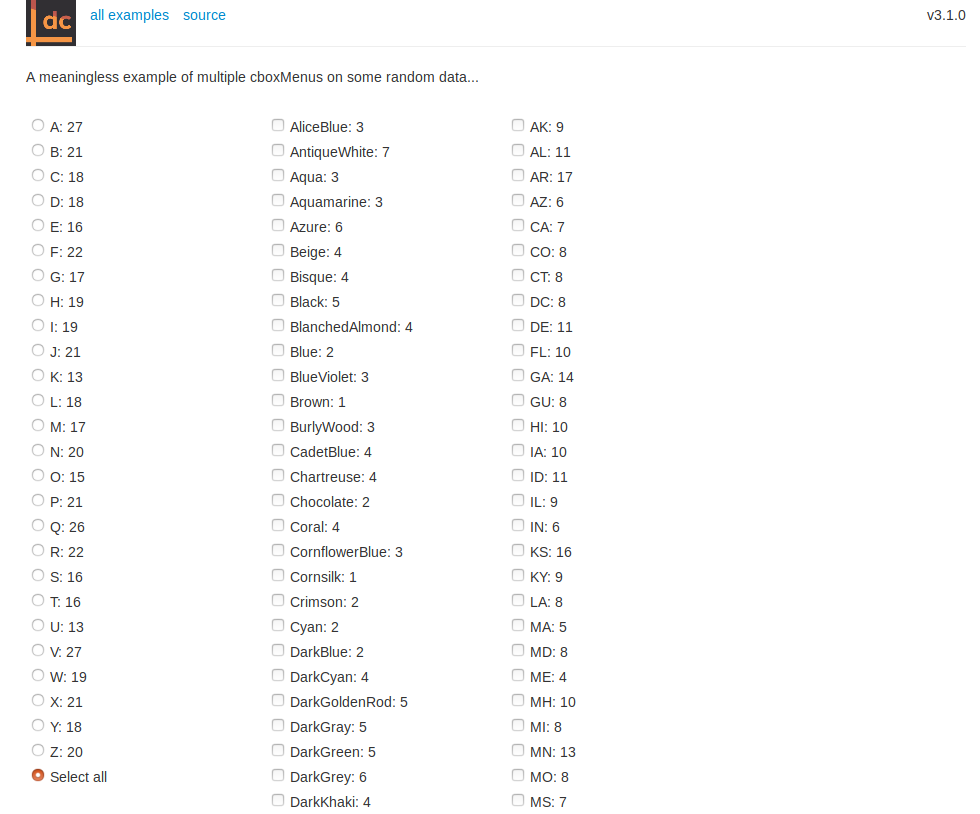 dc all examples source v3.1.0
A meaningless example of multiple cboxMenus on some random data...
A: 27 AliceBlue: 3 AK: 9
B: 21 AntiqueWhite: 7 AL: 11
C: 18 Aqua: 3 AR: 17
D: 18 Aquamarine: 3 AZ: 6
E: 16 Azure: 6 CA: 7
F: 22 Beige: 4 CO: 8
G: 17 Bisque: 4 CT: 8
H: 19 Black: 5 DC: 8
I: 19 BlanchedAlmond: 4 DE: 11
J: 21 Blue: 2 FL: 10
K: 13 BlueViolet: 3 GA: 14
L: 18 Brown: 1 GU: 8
M: 17 BurlyWood: 3 HI: 10
N: 20 CadetBlue: 4 IA: 10
O: 15 Chartreuse: 4 ID: 11
P: 21 Chocolate: 2 IL: 9
Q: 26 Coral: 4 IN: 6
R: 22 CornflowerBlue: 3 KS: 16
S: 16 Cornsilk: 1 KY: 9
T: 16 Crimson: 2 LA: 8
U: 13 Cyan: 2 MA: 5
V: 27 DarkBlue: 2 MD: 8
W: 19 DarkCyan: 4 ME: 4
X: 21 DarkGoldenRod: 5 MH: 10
Y: 18 DarkGray: 5 MI: 8
Z: 20 DarkGreen: 5 MN: 13
Select all DarkGrey: 6 MO: 8
DarkKhaki: 4 MS: 7